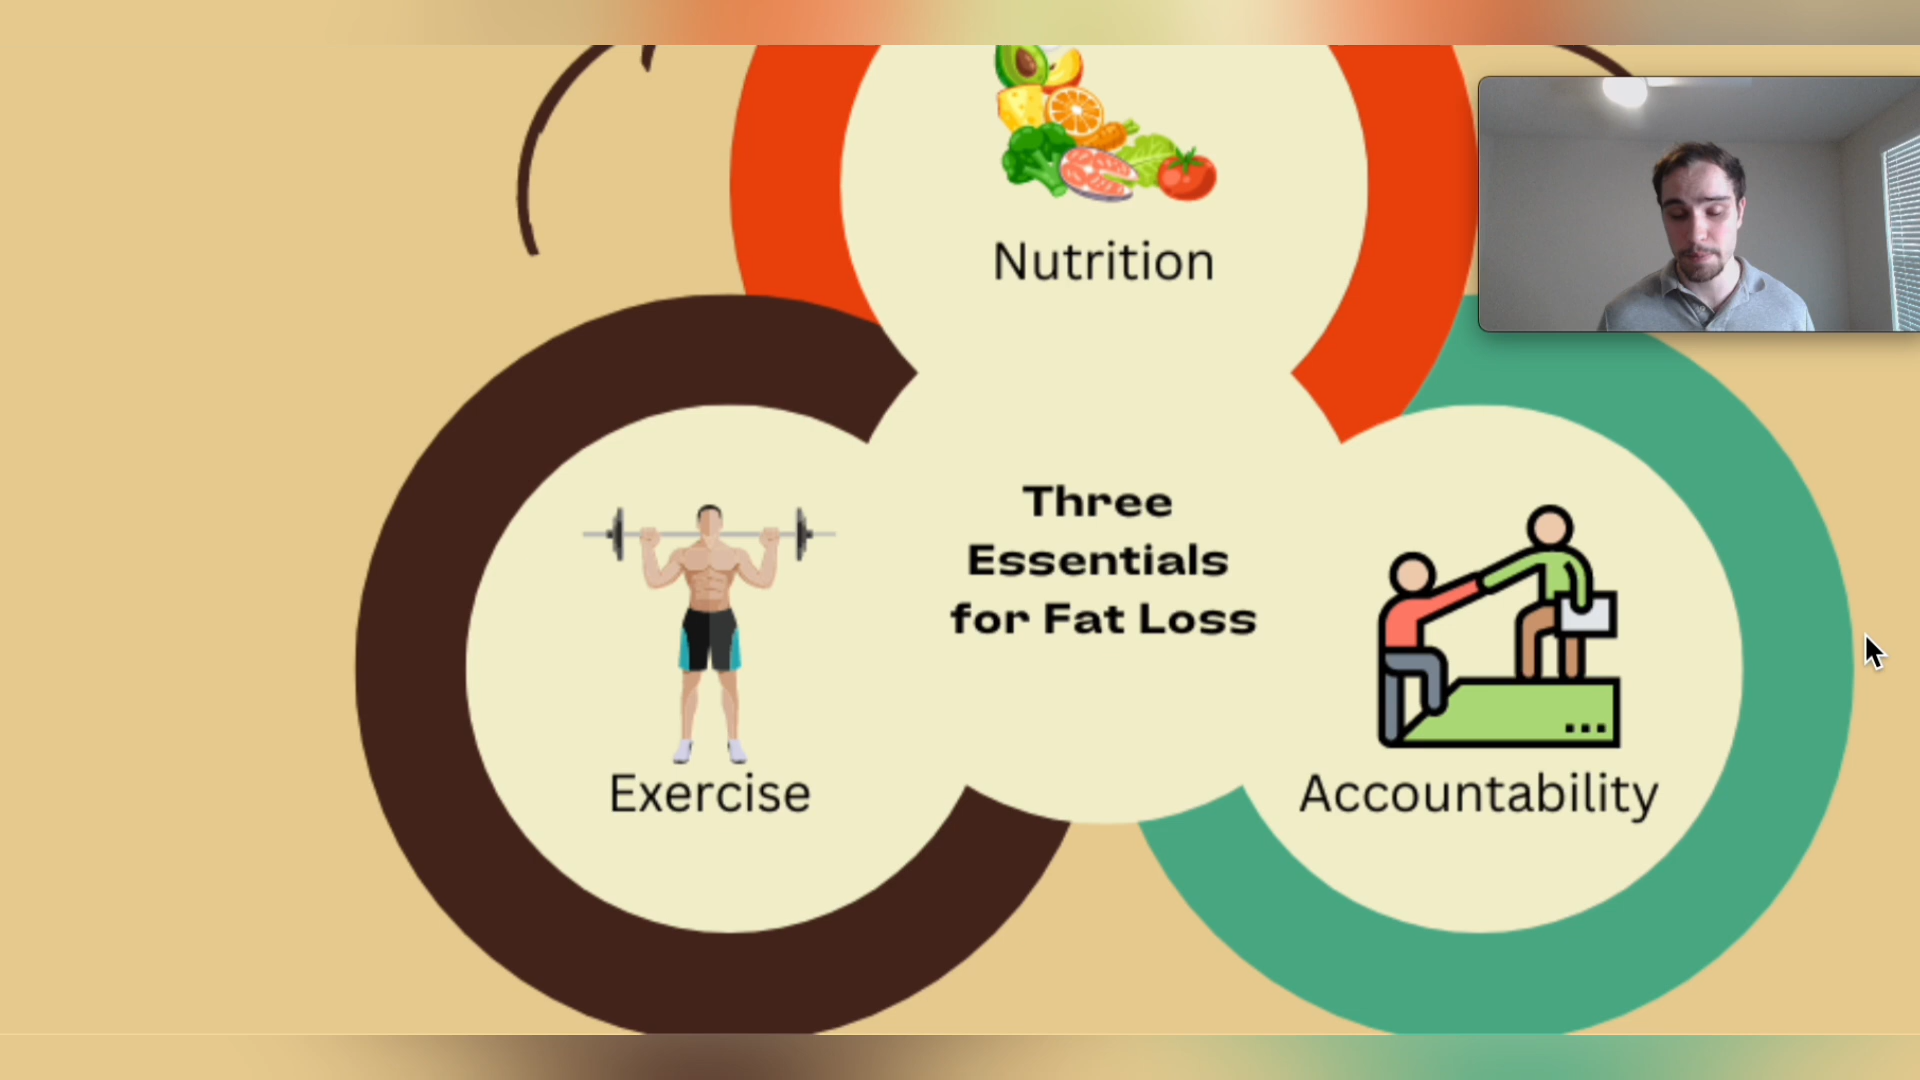 Nutrition
Three
Essentials
for Fat Loss
Exercise
Accountability